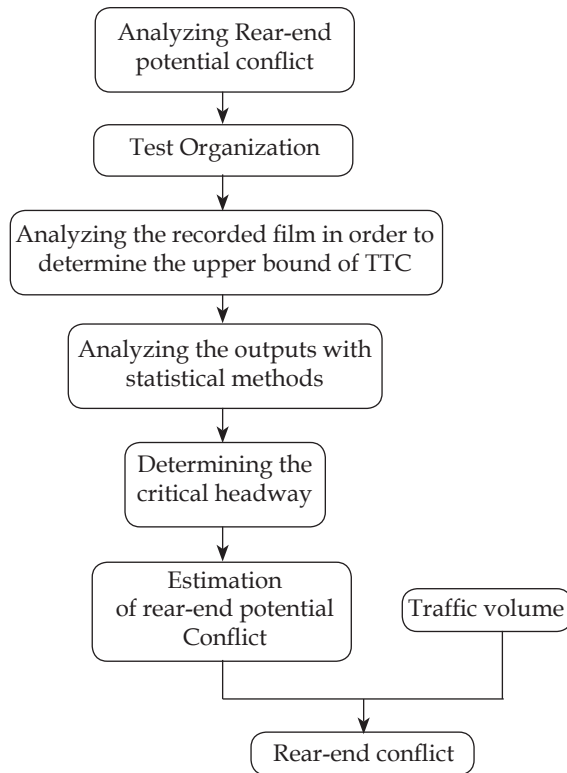 Analyzing Rear-end
potential conflict
Test Organization
Analyzing the recorded film in order to
determine the upper bound of TTC
Analyzing the outputs with
statistical methods
Determining the
critical headway
Estimation
of rear-end potential
Conflict
Traffic volume
Rear-end conflict